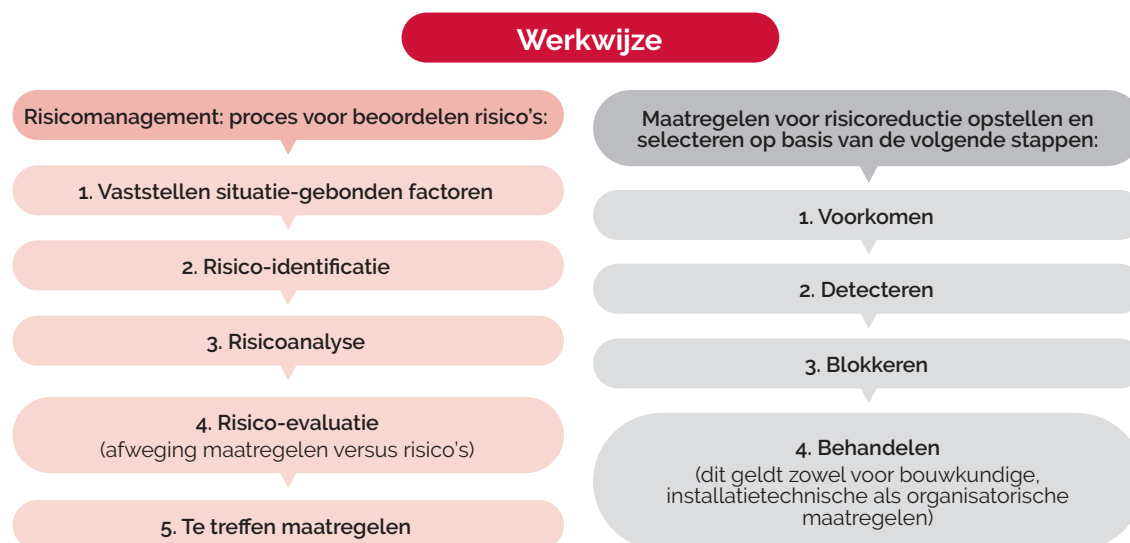 Werkwijze
Risicomanagement: proces voor beoordelen risico's:
1. Vaststellen situatie-gebonden factoren
2. Risico-identificatie
3. Risicoanalyse
4. Risico-evaluatie
(afweging maatregelen versus risico's)
5. Te treffen maatregelen
Maatregelen voor risicoreductie opstellen en
selecteren op basis van de volgende stappen:
1. Voorkomen
2. Detecteren
3. Blokkeren
4. Behandelen
(dit geldt zowel voor bouwkundige,
installatietechnische als organisatorische
maatregelen)